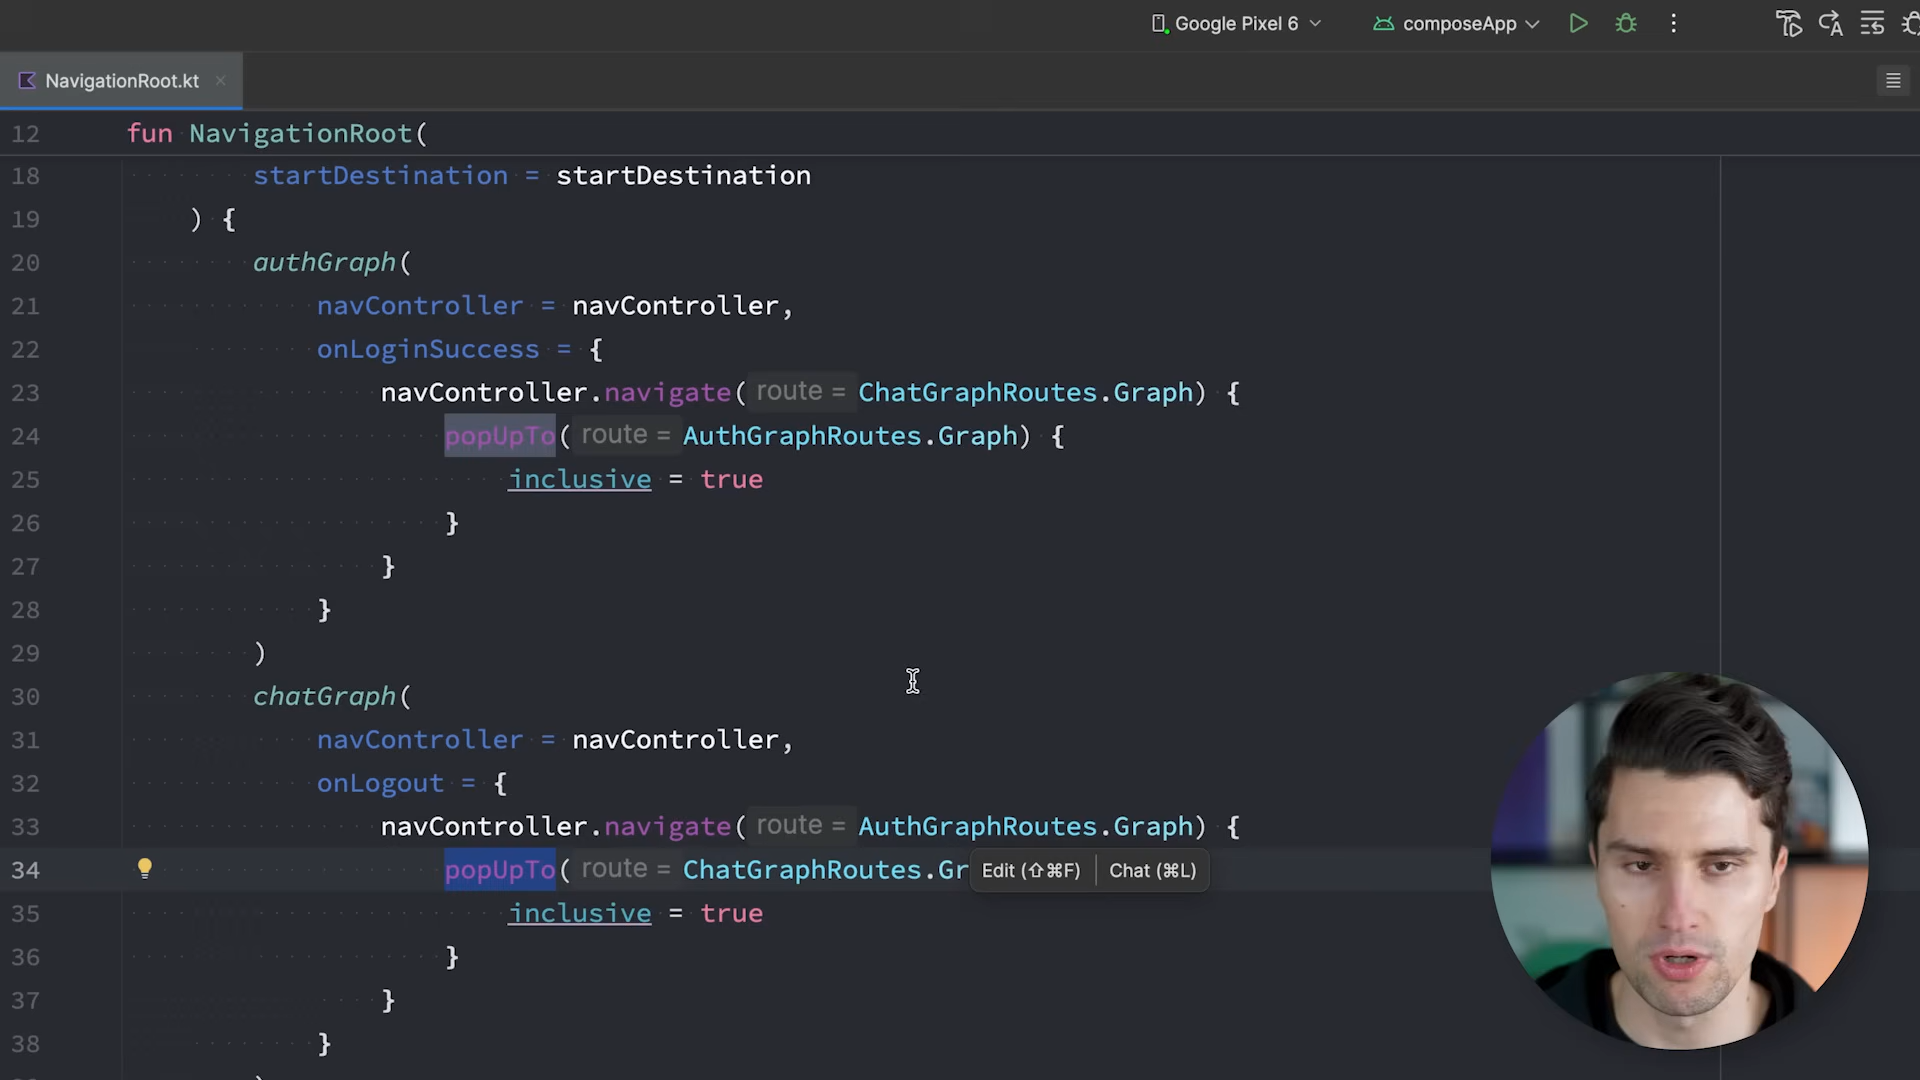 Google Pixel 6
composeApp
NavigationRoot.kt
12 fun NavigationRoot(
18 startDestination = startDestination
19 ) {
20 authGraph(
21 navController = navController,
22 onLoginSuccess = {
23 navController.navigate( route = ChatGraphRoutes.Graph) {
24 popUpTo( route = AuthGraphRoutes.Graph) {
25 inclusive = true
26 }
27 }
28 }
29 )
30 chatGraph(
31 navController = navController,
32 onLogout = {
33 navController.navigate( route = AuthGraphRoutes.Graph) {
34 popUpTo( route = ChatGraphRoutes.Gr Edit (⇧⌘F) Chat (⌘L)
35 inclusive = true
36 }
37 }
38 }